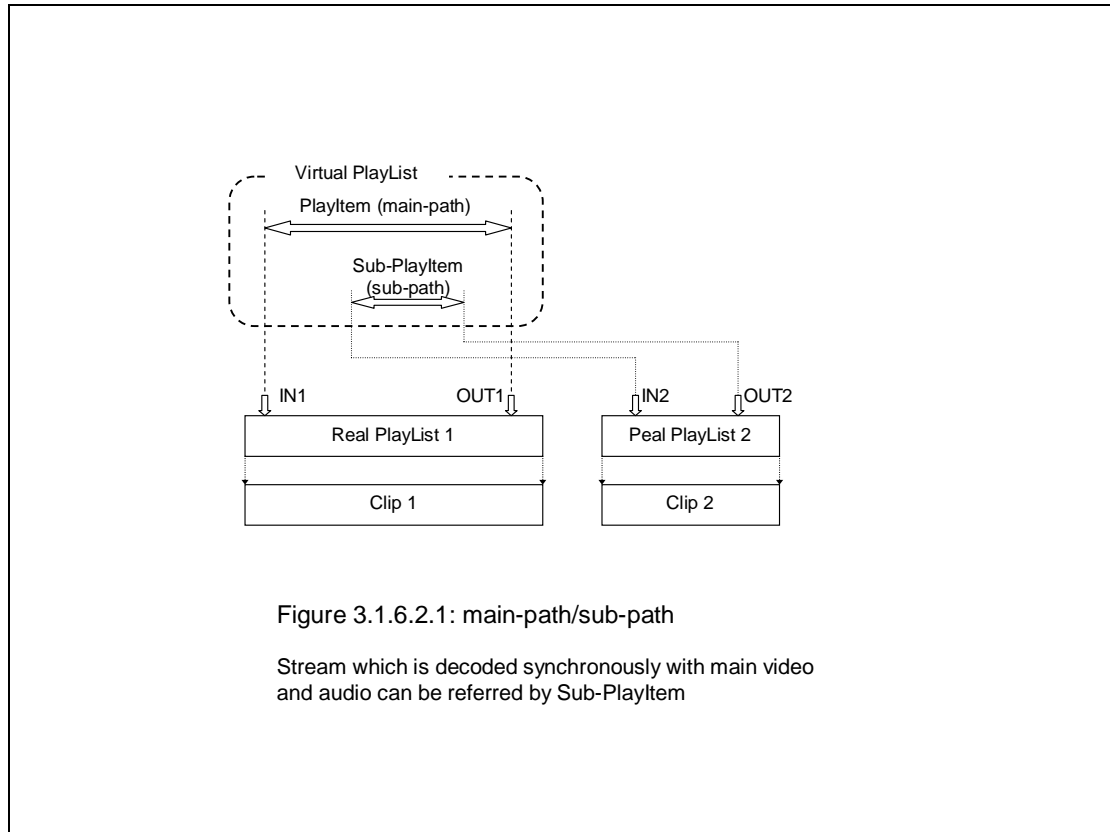 Virtual PlayList
PlayItem (main-path)
Sub-PlayItem
(sub-path)
IN1
OUT1
IN2
OUT2
Real PlayList 1
Peal PlayList 2
Clip 1
Clip 2
Figure 3.1.6.2.1: main-path/sub-path
Stream which is decoded synchronously with main video
and audio can be referred by Sub-PlayItem